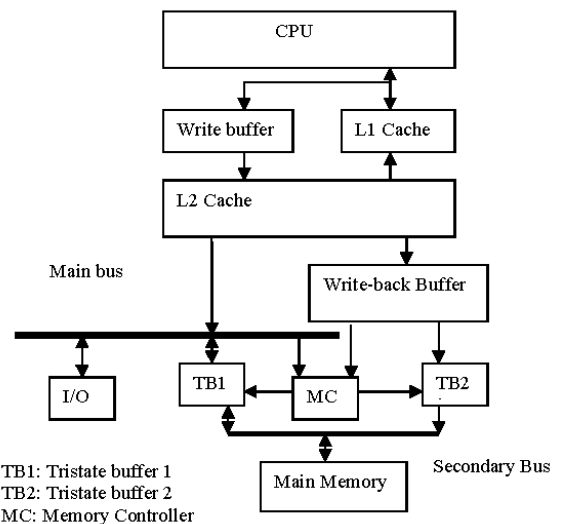 CPU
Write buffer
L1 Cache
L2 Cache
Main bus
Write-back Buffer
I/O
TB1
MC
TB2
Main Memory
Secondary Bus
TB1: Tristate buffer 1
TB2: Tristate buffer 2
MC: Memory Controller